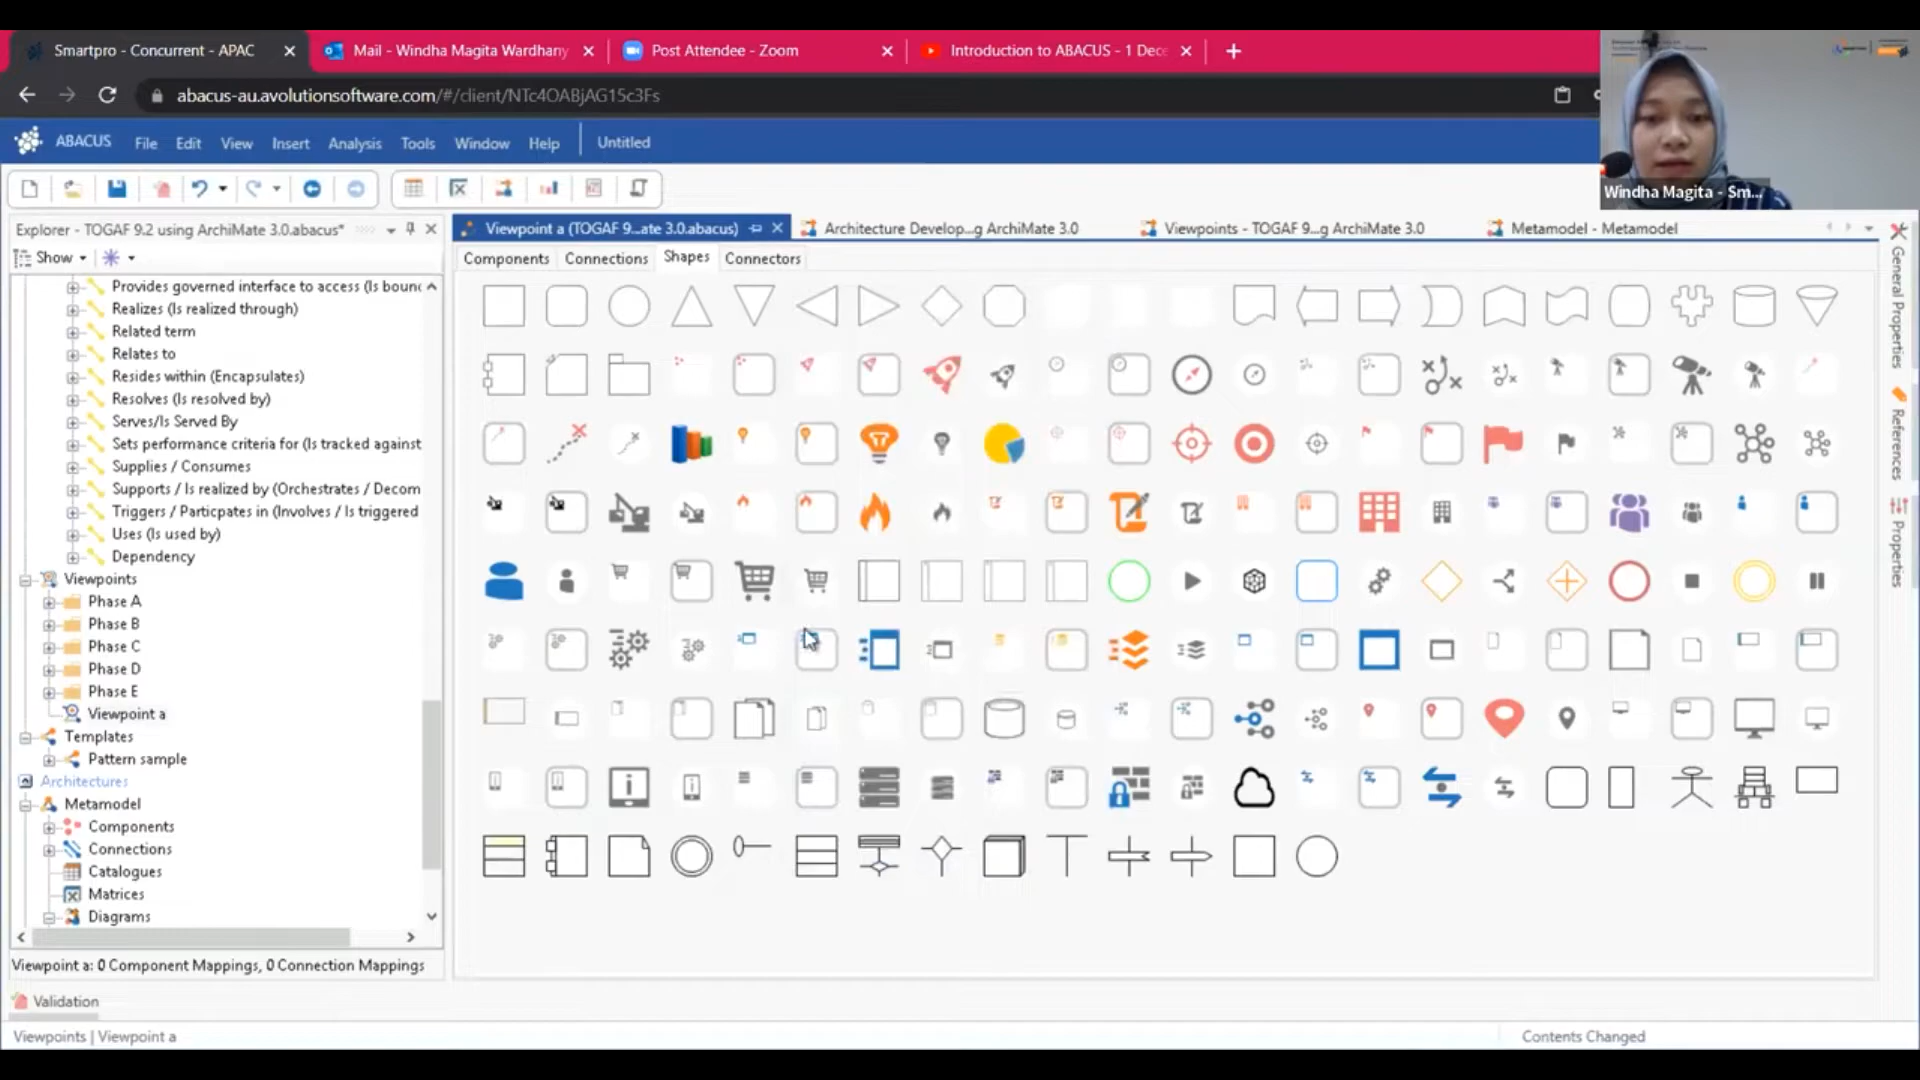 Smartpro - Concurrent - APAC
Mail - Windha Magita Wardhany
Post Attendee - Zoom
Introduction to ABACUS - 1 Dec
abacus-au.avolutionsoftware.com/#/client/NTc4OABjAG15c3Fs
Windha Magita - Sm...
ABACUS File Edit View Insert Analysis Tools Window Help Untitled
Explorer - TOGAF 9.2 using ArchiMate 3.0.abacus*
Viewpoint a (TOGAF 9...ate 3.0.abacus)
Architecture Develop...g ArchiMate 3.0
Viewpoints - TOGAF 9...g ArchiMate 3.0
Metamodel - Metamodel
Show
Components Connections Shapes Connectors
Provides governed interface to access (Is boun
Realizes (Is realized through)
Related term
Relates to
Resides within (Encapsulates)
Resolves (Is resolved by)
Serves/Is Served By
Sets performance criteria for (Is tracked against
Supplies / Consumes
Supports / Is realized by (Orchestrates / Decom
Triggers / Particpates in (Involves / Is triggered
Uses (Is used by)
Dependency
Viewpoints
Phase A
Phase B
Phase C
Phase D
Phase E
Viewpoint a
Templates
Pattern sample
Architectures
Metamodel
Components
Connections
Catalogues
Matrices
Diagrams
General Properties
References
Properties
Viewpoint a: 0 Component Mappings, 0 Connection Mappings
Validation
Viewpoints | Viewpoint a
Contents Changed